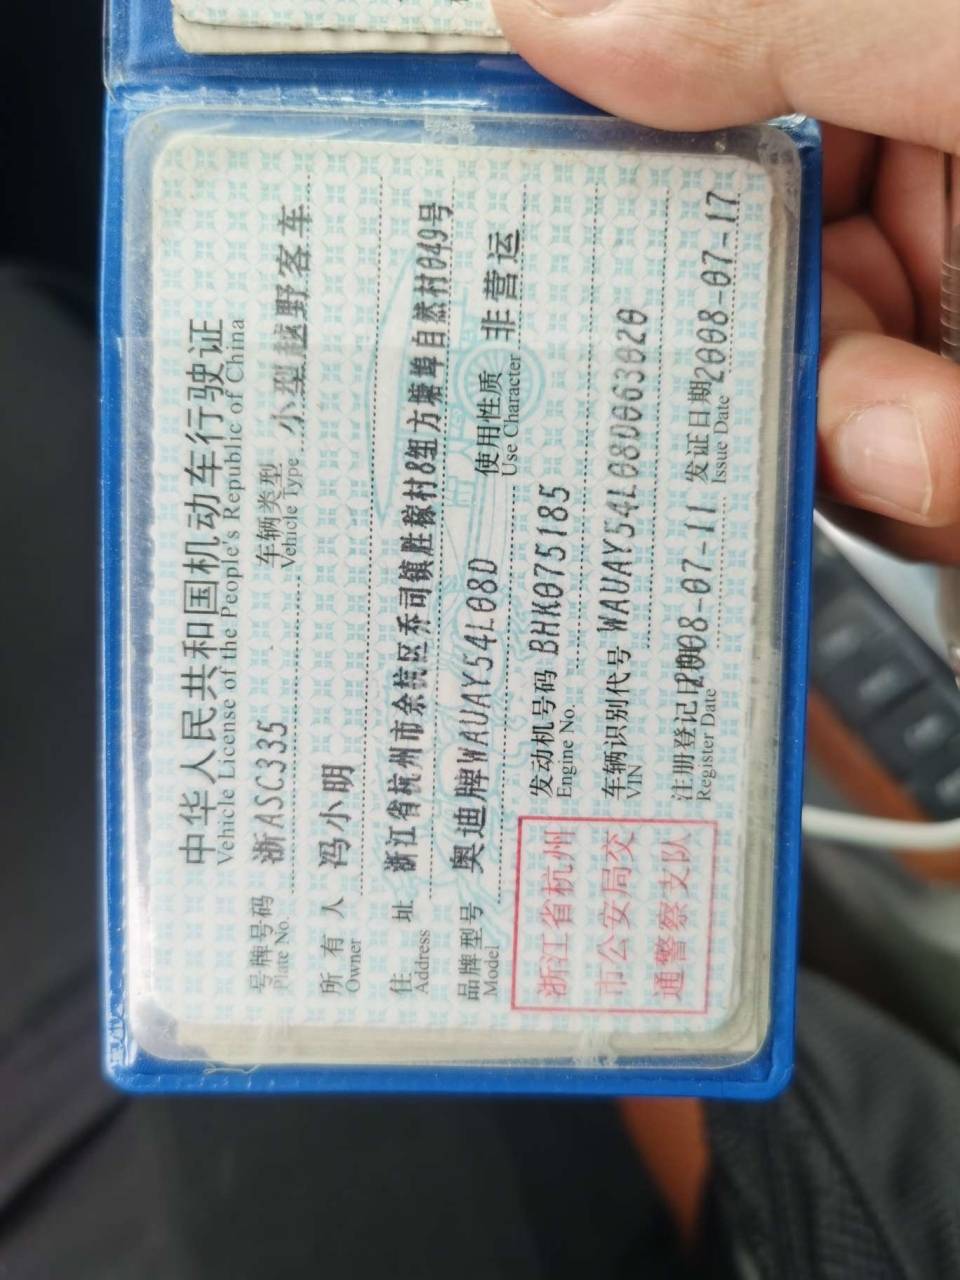 中华人民共和国机动车行驶证
Vehicle License of the People's Republic of China
号牌号码 浙ASC335 车辆类型 小型越野客车
Plate No. Vehicle Type
所有人 冯小明
Owner
住址 浙江省杭州市余杭区乔司镇胜稼村8组方塘埠自然村049号
Address
品牌型号 奥迪牌WAUAY54L08D 使用性质 非营运
Model Use Character
发动机号码 BHK075185
Engine No.
车辆识别代号 WAUAY54L08D063020
VIN
注册登记日期 2008-07-11 发证日期 2008-07-17
Register Date Issue Date
浙江省杭州
市公安局交
通警察支队